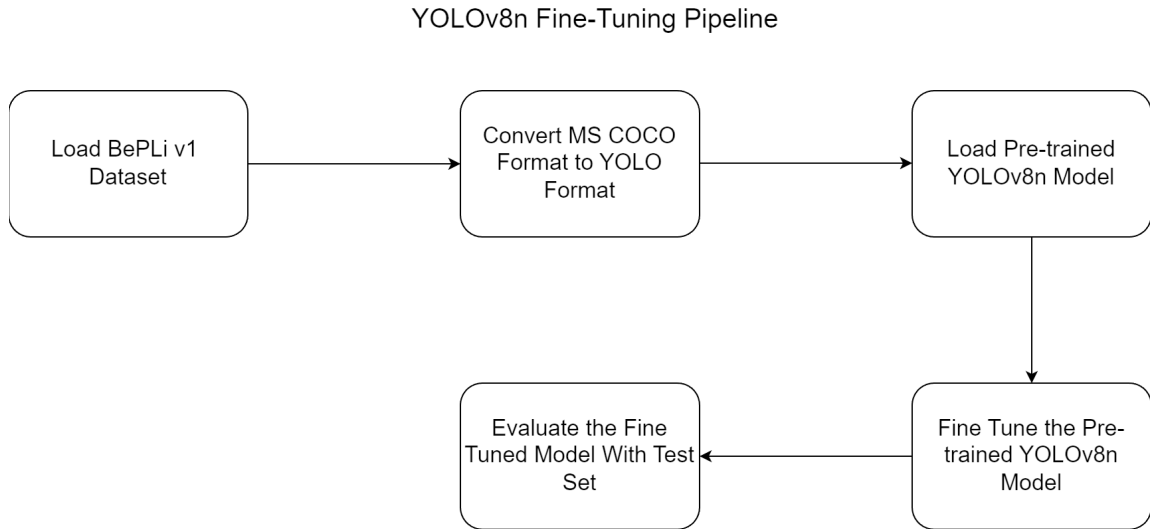 YOLOv8n Fine-Tuning Pipeline
Load BePLi v1
Dataset
Convert MS COCO
Format to YOLO
Format
Load Pre-trained
YOLOv8n Model
Fine Tune the Pre-
trained YOLOv8n
Model
Evaluate the Fine
Tuned Model With Test
Set